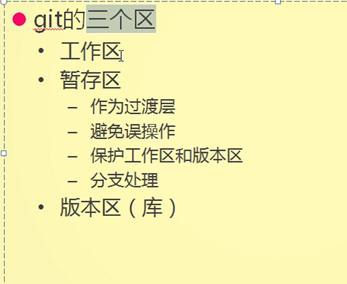 git的三个区
工作区
暂存区
作为过渡层
避免误操作
保护工作区和版本区
分支处理
版本区（库）